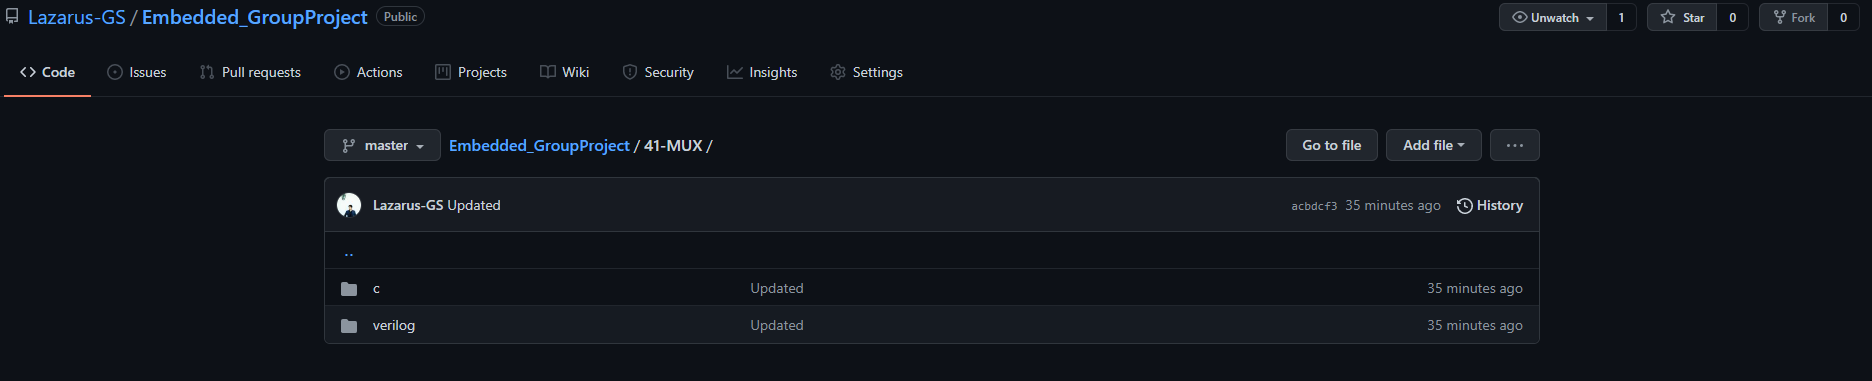 Lazarus-GS / Embedded_GroupProject Public Unwatch 1 Star 0 Fork 0
Code Issues Pull requests Actions Projects Wiki Security Insights Settings
master Embedded_GroupProject / 41-MUX / Go to file Add file ...
Lazarus-GS Updated acbdcf3 35 minutes ago History
..
c Updated 35 minutes ago
verilog Updated 35 minutes ago